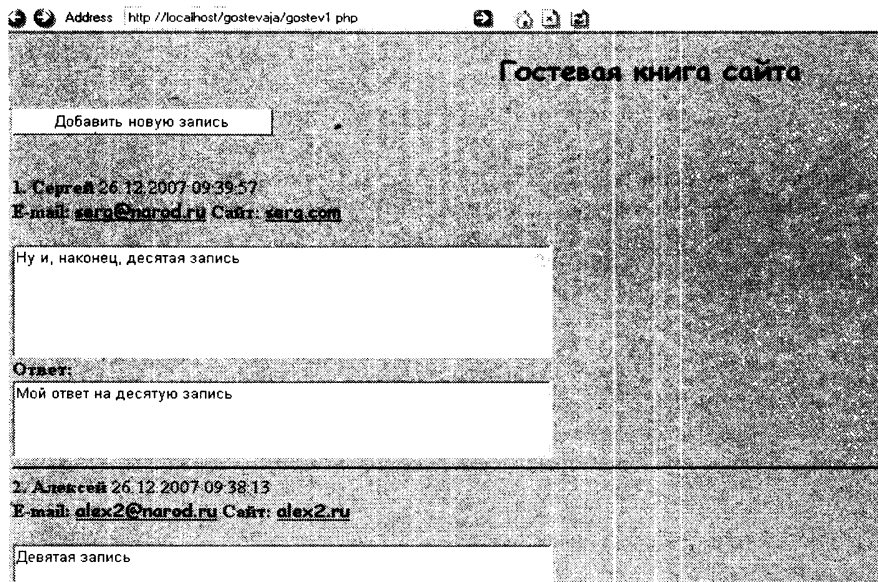 Address http //localhost/gostevaja/gostev1 php
Гостевая книга сайта
Добавить новую запись
1. Сергей 26.12.2007 09:39:57
E-mail: serg@narod.ru Сайт: serg.com
Ну и, наконец, десятая запись
Ответ:
Мой ответ на десятую запись
2. Алексей 26.12.2007 09:38:13
E-mail: alex2@narod.ru Сайт: alex2.ru
Девятая запись